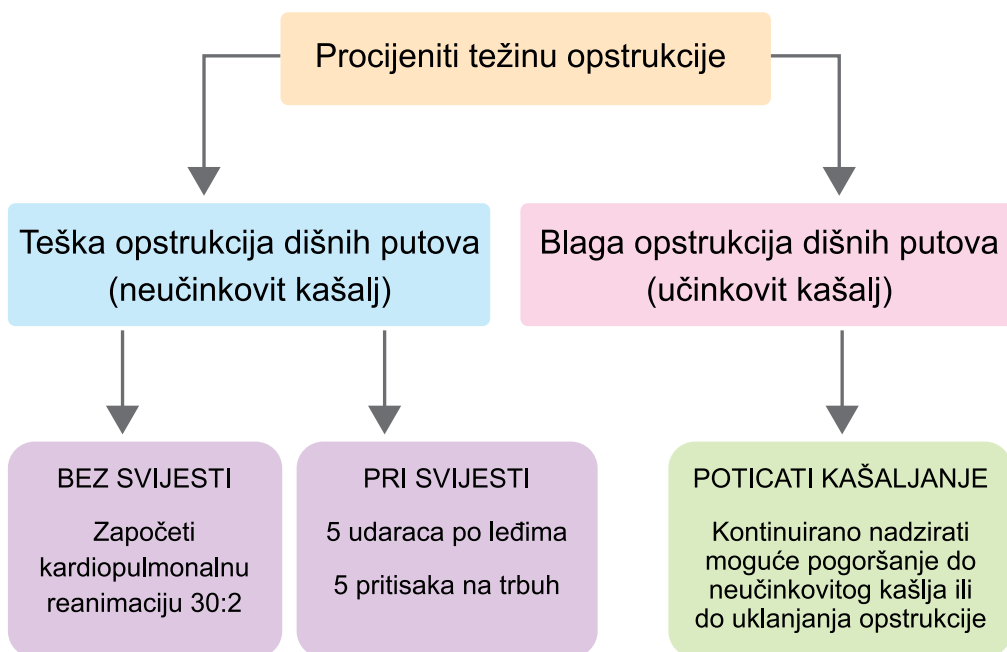 Procijeniti težinu opstrukcije
Teška opstrukcija dišnih putova
(neučinkovit kašalj)
Blaga opstrukcija dišnih putova
(učinkovit kašalj)
BEZ SVIJESTI
Započeti
kardiopulmonalnu
reanimaciju 30:2
PRI SVIJESTI
5 udaraca po leđima
5 pritisaka na trbuh
POTICATI KAŠALJANJE
Kontinuirano nadzirati
moguće pogoršanje do
neučinkovitog kašlja ili
do uklanjanja opstrukcije